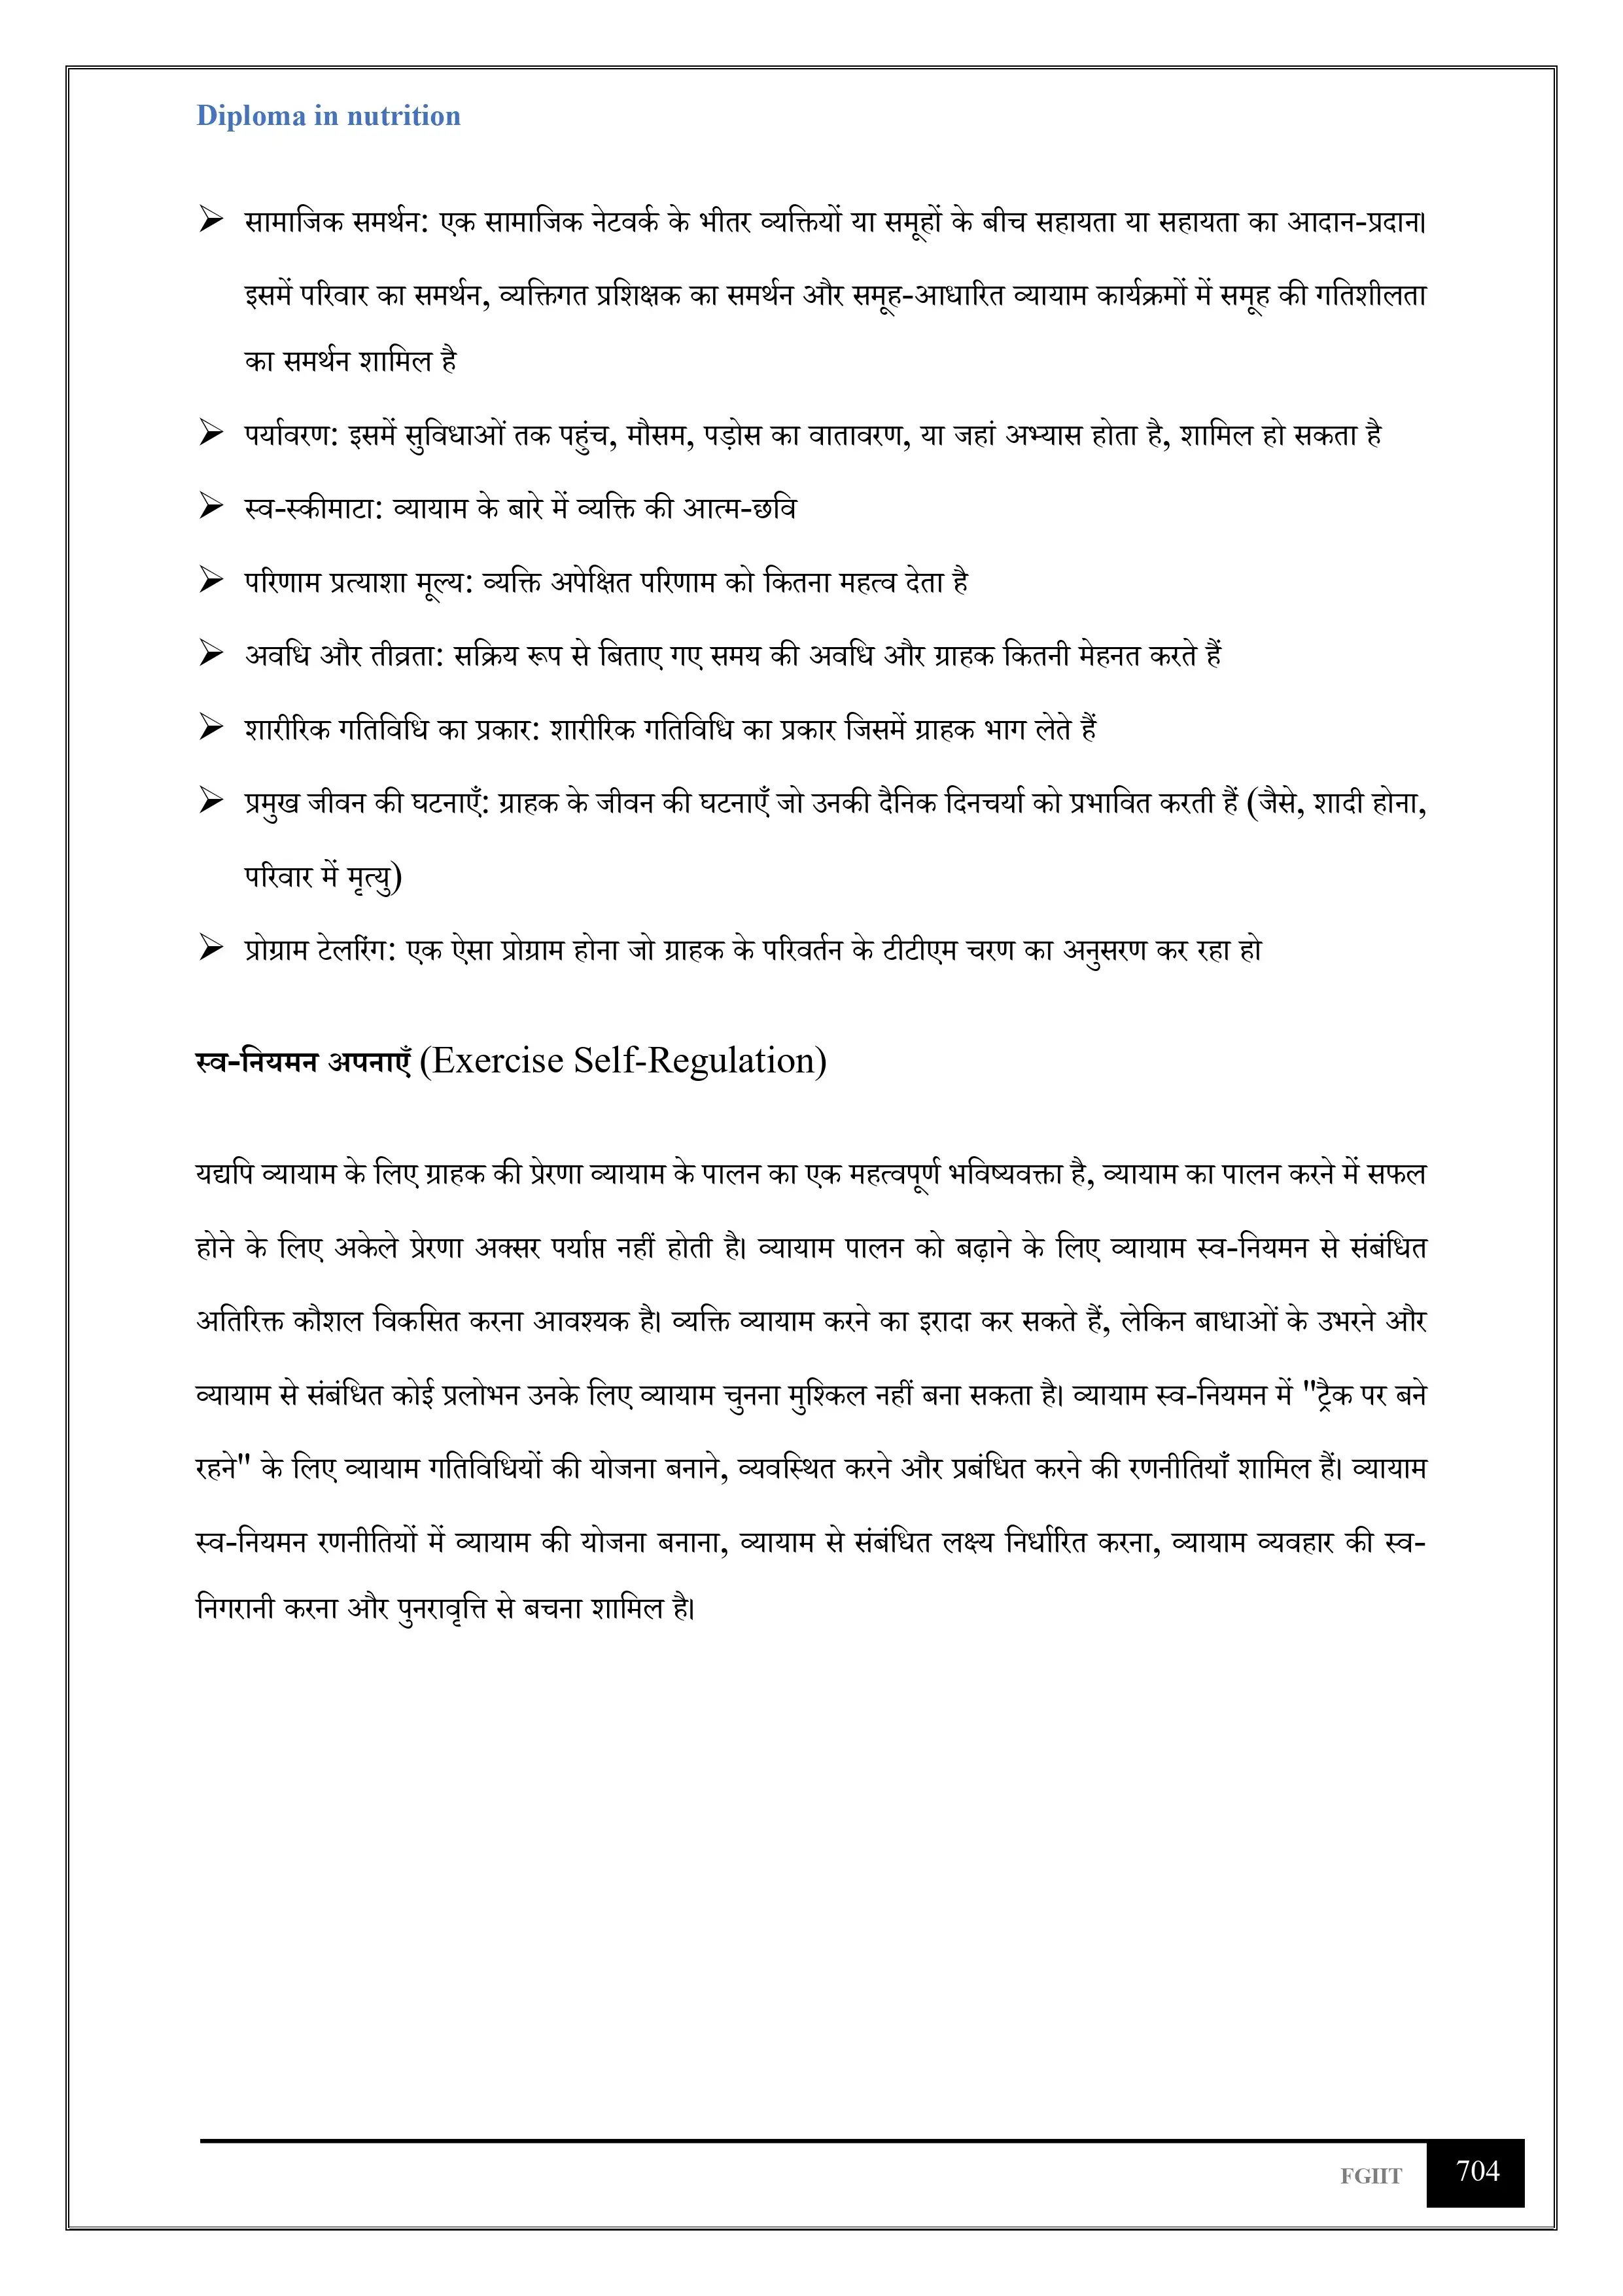 Diploma in nutrition
➢ सामाजिक समर्थन: एक सामाजिक नेटवर्क के भीतर व्यक्तियों या समूहों के बीच सहायता या सहायता का आदान-प्रदान।
इसमें परिवार का समर्थन, व्यक्तिगत प्रशिक्षक का समर्थन और समूह-आधारित व्यायाम कार्यक्रमों में समूह की गतिशीलता
का समर्थन शामिल है
➢ पर्यावरण: इसमें सुविधाओं तक पहुंच, मौसम, पड़ोस का वातावरण, या जहां अभ्यास होता है, शामिल हो सकता है
➢ स्व-स्कीमाटा: व्यायाम के बारे में व्यक्ति की आत्म-छवि
➢ परिणाम प्रत्याशा मूल्य: व्यक्ति अपेक्षित परिणाम को कितना महत्व देता है
➢ अवधि और तीव्रता: सक्रिय रूप से बिताए गए समय की अवधि और ग्राहक कितनी मेहनत करते हैं
➢ शारीरिक गतिविधि का प्रकार: शारीरिक गतिविधि का प्रकार जिसमें ग्राहक भाग लेते हैं
➢ प्रमुख जीवन की घटनाएँ: ग्राहक के जीवन की घटनाएँ जो उनकी दैनिक दिनचर्या को प्रभावित करती हैं (जैसे, शादी होना,
परिवार में मृत्यु)
➢ प्रोग्राम टेलरिंग: एक ऐसा प्रोग्राम होना जो ग्राहक के परिवर्तन के टीटीएम चरण का अनुसरण कर रहा हो
स्व-नियमन अपनाएँ (Exercise Self-Regulation)
यद्यपि व्यायाम के लिए ग्राहक की प्रेरणा व्यायाम के पालन का एक महत्वपूर्ण भविष्यवक्ता है, व्यायाम का पालन करने में सफल
होने के लिए अकेले प्रेरणा अक्सर पर्याप्त नहीं होती है। व्यायाम पालन को बढ़ाने के लिए व्यायाम स्व-नियमन से संबंधित
अतिरिक्त कौशल विकसित करना आवश्यक है। व्यक्ति व्यायाम करने का इरादा कर सकते हैं, लेकिन बाधाओं के उभरने और
व्यायाम से संबंधित कोई प्रलोभन उनके लिए व्यायाम चुनना मुश्किल नहीं बना सकता है। व्यायाम स्व-नियमन में "ट्रैक पर बने
रहने" के लिए व्यायाम गतिविधियों की योजना बनाने, व्यवस्थित करने और प्रबंधित करने की रणनीतियाँ शामिल हैं। व्यायाम
स्व-नियमन रणनीतियों में व्यायाम की योजना बनाना, व्यायाम से संबंधित लक्ष्य निर्धारित करना, व्यायाम व्यवहार की स्व-
निगरानी करना और पुनरावृत्ति से बचना शामिल है।
FGIIT 704